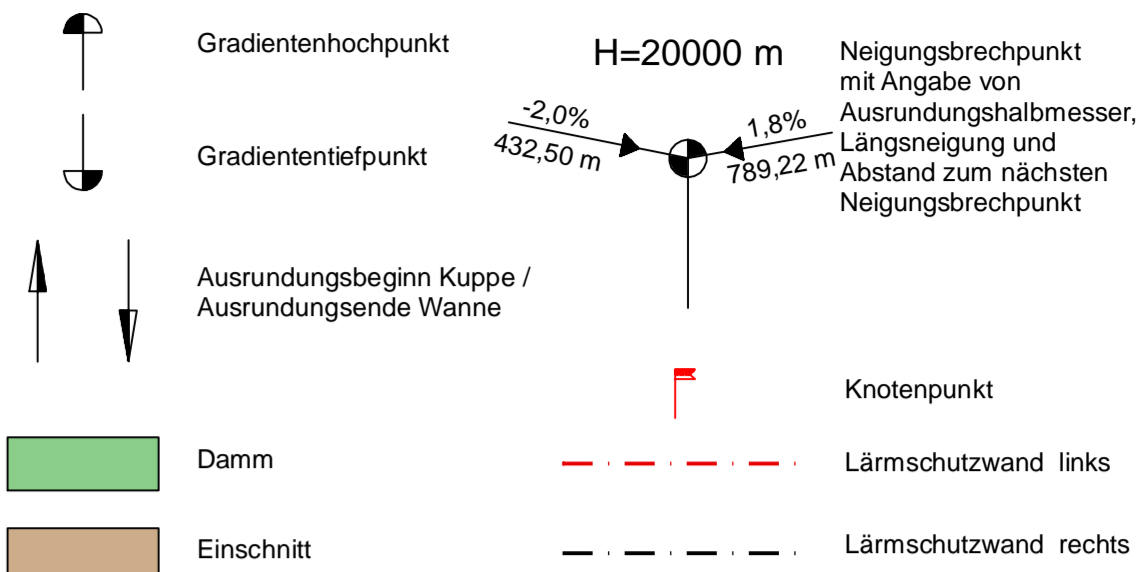 Gradientenhochpunkt
Gradiententiefpunkt
Ausrundungsbeginn Kuppe /
Ausrundungsende Wanne
Damm
Einschnitt
H=20000 m
-2,0%
432,50 m
1,8%
789,22 m
Neigungsbrechpunkt
mit Angabe von
Ausrundungshalbmesser,
Längsneigung und
Abstand zum nächsten
Neigungsbrechpunkt
Knotenpunkt
Lärmschutzwand links
Lärmschutzwand rechts